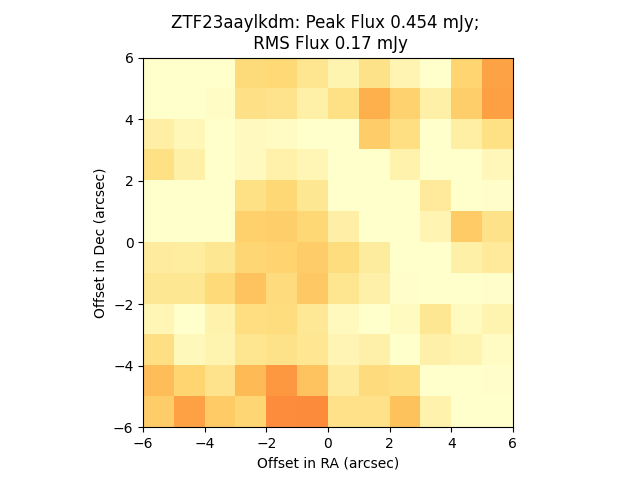 ZTF23aaylkdm: Peak Flux 0.454 mJy;
RMS Flux 0.17 mJy
6
4
2
0
−2
−4
−6
Offset in Dec (arcsec)
−6 −4 −2 0 2 4 6
Offset in RA (arcsec)